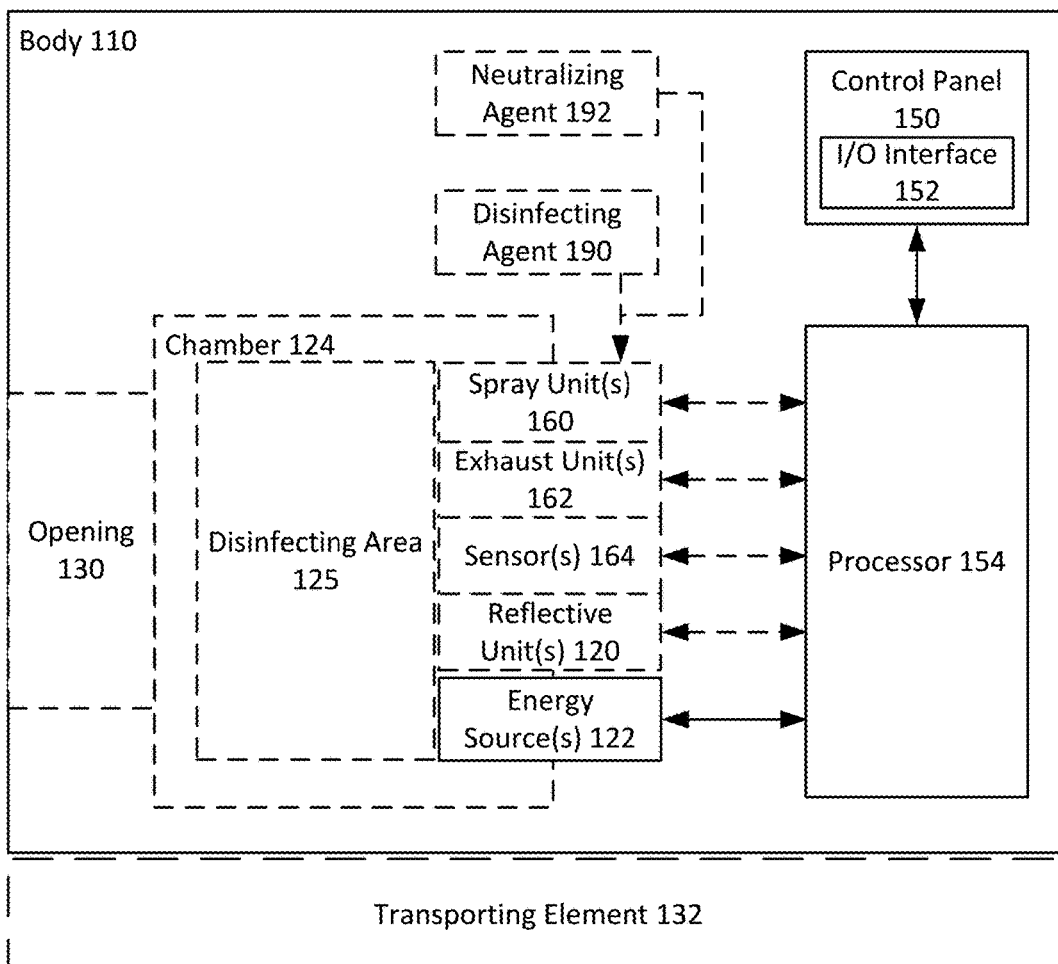 Body 110
Neutralizing
Agent 192
Control Panel
150
I/O Interface
152
Disinfecting
Agent 190
Chamber 124
Spray Unit(s)
160
Exhaust Unit(s)
162
Opening
130
Disinfecting Area
125
Sensor(s) 164
Processor 154
Reflective
Unit(s) 120
Energy
Source(s) 122
Transporting Element 132